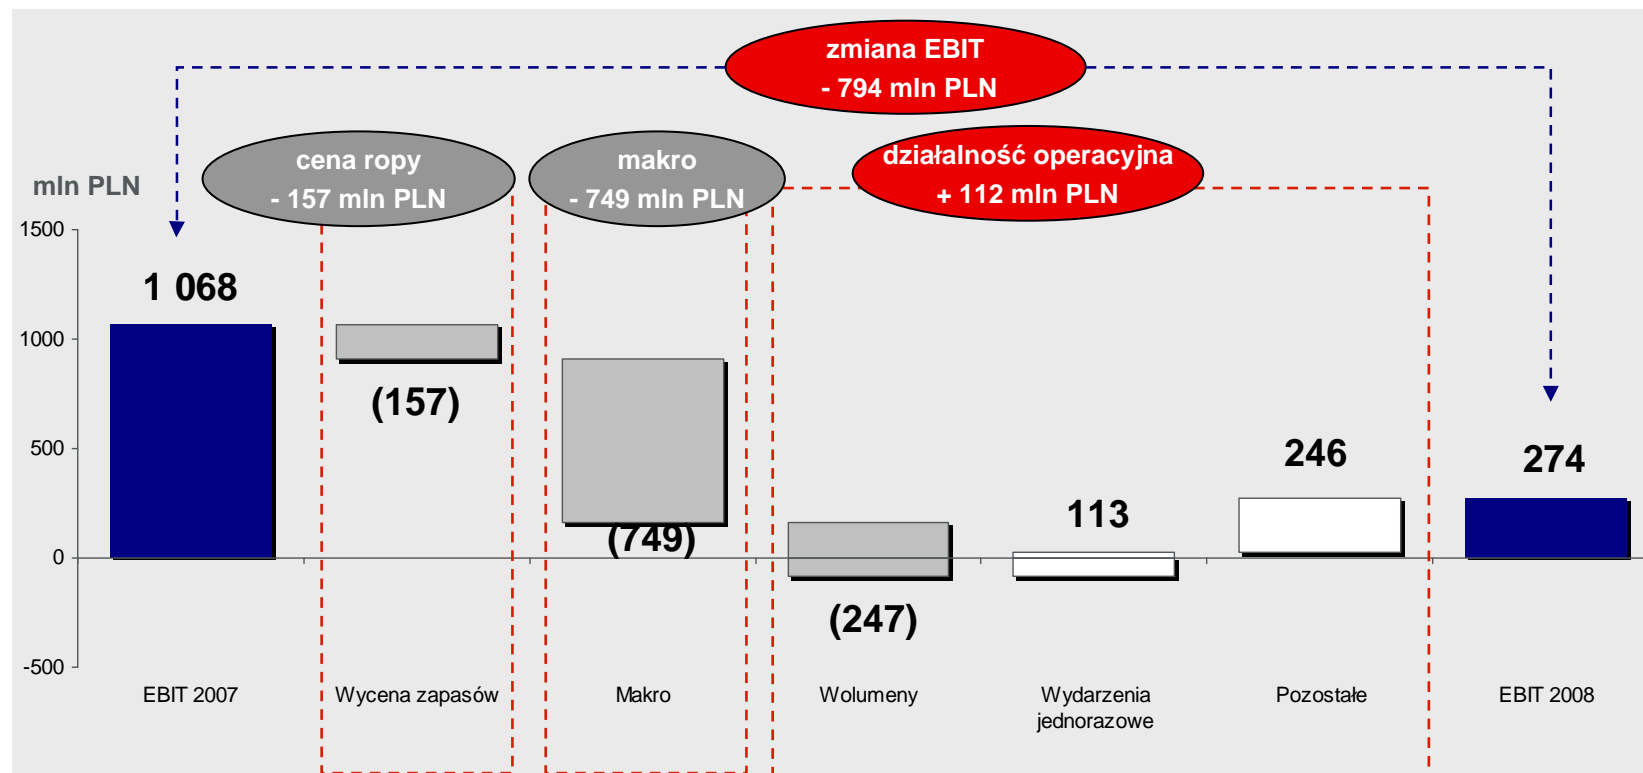 zmiana EBIT
- 794 mln PLN
cena ropy
- 157 mln PLN
makro
- 749 mln PLN
działalność operacyjna
+ 112 mln PLN
mln PLN
1500
1000
500
0
-500
1 068
(157)
(749)
(247)
113
246
274
EBIT 2007
Wycena zapasów
Makro
Wolumeny
Wydarzenia
jednorazowe
Pozostałe
EBIT 2008